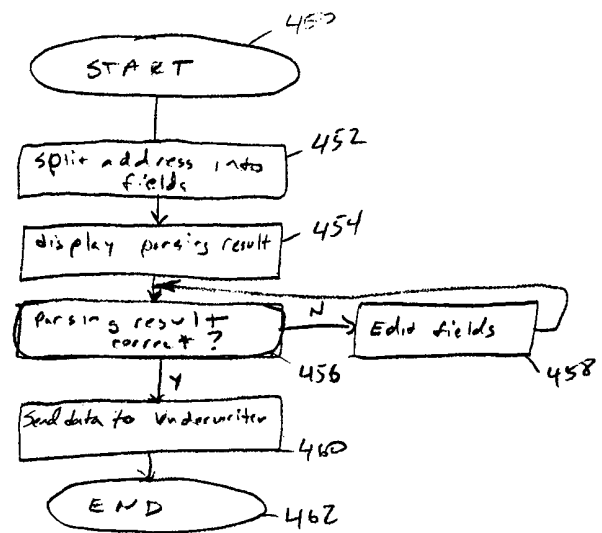 450
START
452
split address into
fields
454
display parsing result
parsing result
correct?
N
Edit fields
456
458
Y
Send data to Underwriter
460
END
462